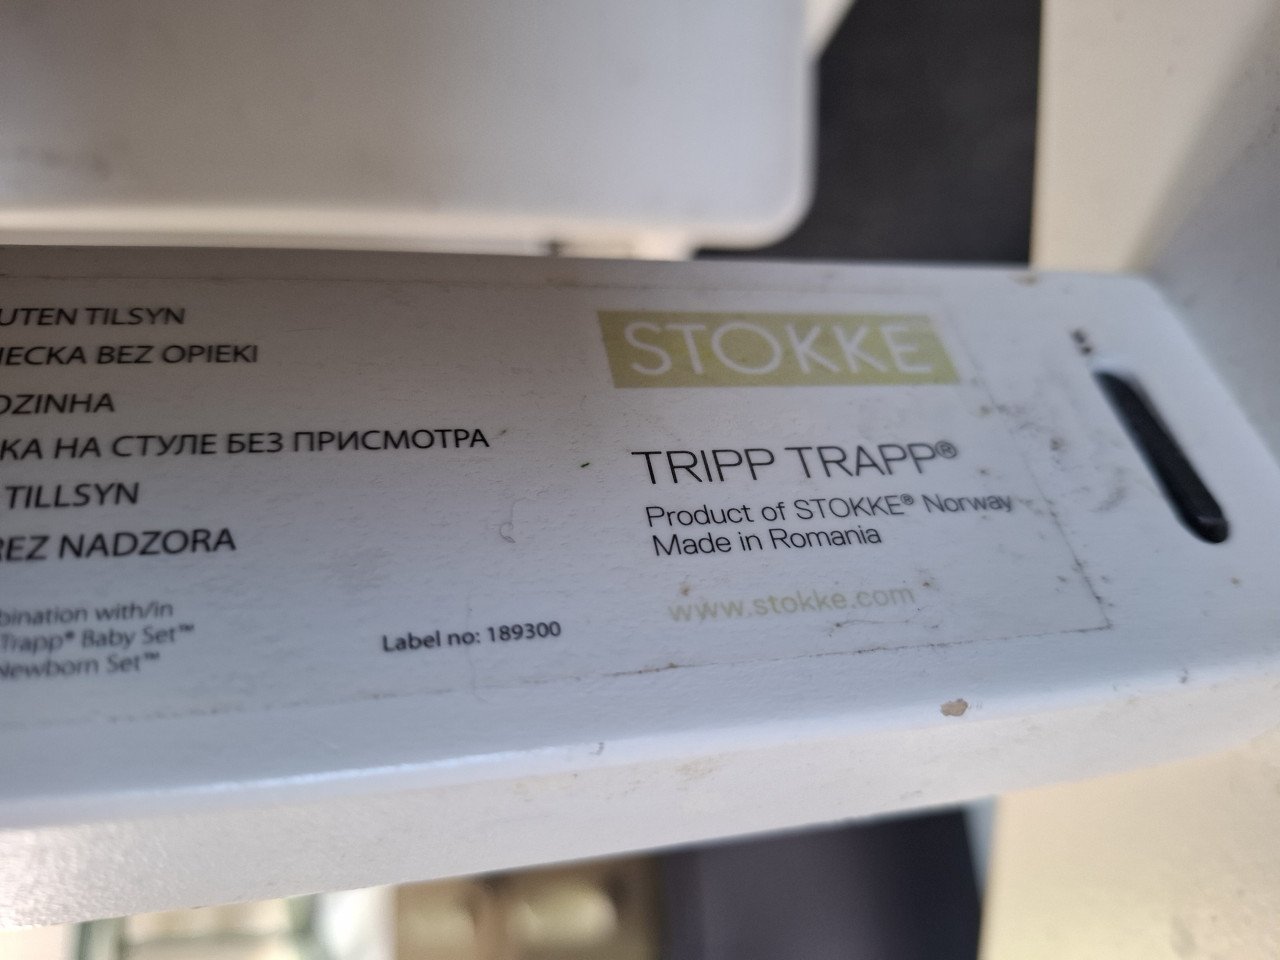 UTEN TILSYN
IECKA BEZ OPIEKI
OZINHA
КА НА СТУЛЕ БЕЗ ПРИСМОТРА
TILLSYN
REZ NADZORA
bination with/in
Trapp® Baby Set™
Newborn Set™
Label no: 189300
STOKKE
TRIPP TRAPP®
Product of STOKKE® Norway
Made in Romania
www.stokke.com